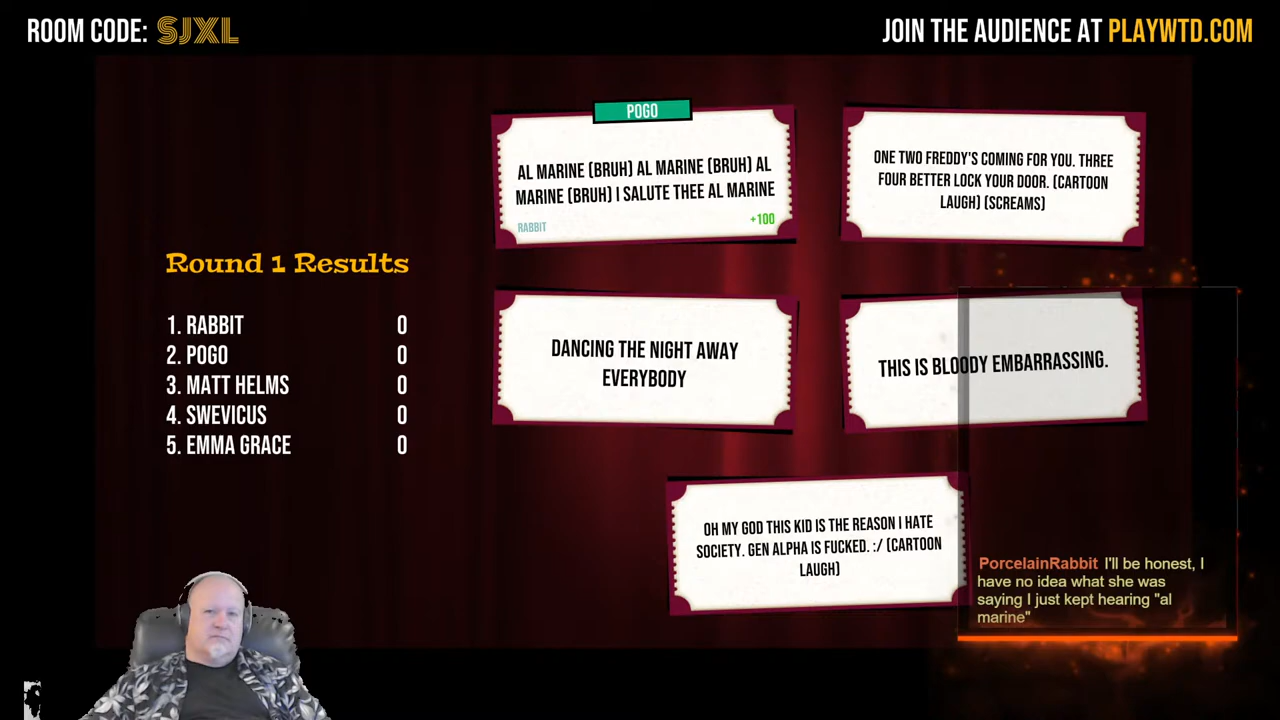 ROOM CODE: SJXL
JOIN THE AUDIENCE AT PLAYWTD.COM
POGO
AL MARINE (BRUH) AL MARINE (BRUH) AL
MARINE (BRUH) I SALUTE THEE AL MARINE
RABBIT
+100
ONE TWO FREDDY'S COMING FOR YOU. THREE
FOUR BETTER LOCK YOUR DOOR. (CARTOON
LAUGH) (SCREAMS)
Round 1 Results
1. RABBIT 0
2. POGO 0
3. MATT HELMS 0
4. SWEVICUS 0
5. EMMA GRACE 0
DANCING THE NIGHT AWAY
EVERYBODY
THIS IS BLOODY EMBARRASSING.
OH MY GOD THIS KID IS THE REASON I HATE
SOCIETY. GEN ALPHA IS FUCKED. :/ (CARTOON
LAUGH)
PorcelainRabbit I'll be honest, I
have no idea what she was
saying I just kept hearing "al
marine"